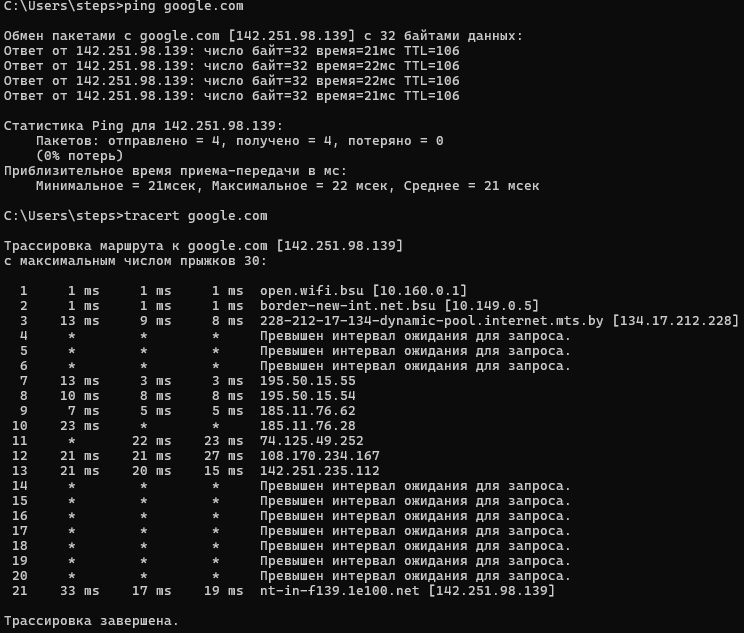 C:\Users\steps>ping google.com
Обмен пакетами с google.com [142.251.98.139] с 32 байтами данных:
Ответ от 142.251.98.139: число байт=32 время=21мс TTL=106
Ответ от 142.251.98.139: число байт=32 время=22мс TTL=106
Ответ от 142.251.98.139: число байт=32 время=22мс TTL=106
Ответ от 142.251.98.139: число байт=32 время=21мс TTL=106
Статистика Ping для 142.251.98.139:
    Пакетов: отправлено = 4, получено = 4, потеряно = 0
    (0% потерь)
Приблизительное время приема-передачи в мс:
    Минимальное = 21мсек, Максимальное = 22 мсек, Среднее = 21 мсек
C:\Users\steps>tracert google.com
Трассировка маршрута к google.com [142.251.98.139]
с максимальным числом прыжков 30:
  1     1 ms     1 ms     1 ms  open.wifi.bsu [10.160.0.1]
  2     1 ms     1 ms     1 ms  border-new-int.net.bsu [10.149.0.5]
  3    13 ms     9 ms     8 ms  228-212-17-134-dynamic-pool.internet.mts.by [134.17.212.228]
  4     *        *        *     Превышен интервал ожидания для запроса.
  5     *        *        *     Превышен интервал ожидания для запроса.
  6     *        *        *     Превышен интервал ожидания для запроса.
  7    13 ms     3 ms     3 ms  195.50.15.55
  8    10 ms     8 ms     8 ms  195.50.15.54
  9     7 ms     5 ms     5 ms  185.11.76.62
 10    23 ms     *        *     185.11.76.28
 11     *       22 ms    23 ms  74.125.49.252
 12    21 ms    21 ms    27 ms  108.170.234.167
 13    21 ms    20 ms    15 ms  142.251.235.112
 14     *        *        *     Превышен интервал ожидания для запроса.
 15     *        *        *     Превышен интервал ожидания для запроса.
 16     *        *        *     Превышен интервал ожидания для запроса.
 17     *        *        *     Превышен интервал ожидания для запроса.
 18     *        *        *     Превышен интервал ожидания для запроса.
 19     *        *        *     Превышен интервал ожидания для запроса.
 20     *        *        *     Превышен интервал ожидания для запроса.
 21    33 ms    17 ms    19 ms  nt-in-f139.1e100.net [142.251.98.139]
Трассировка завершена.